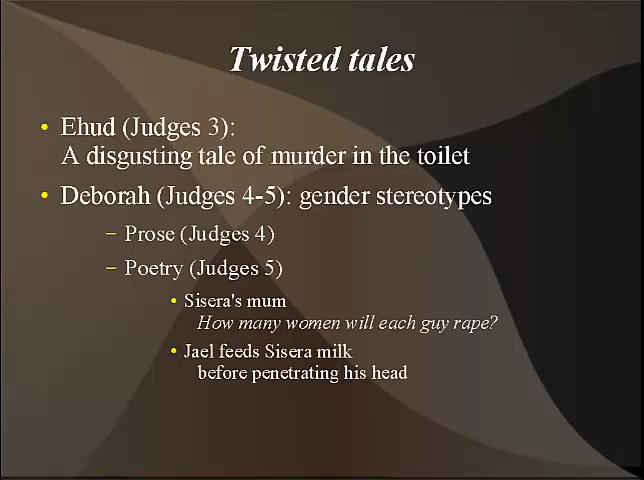 Twisted tales
• Ehud (Judges 3):
A disgusting tale of murder in the toilet
• Deborah (Judges 4-5): gender stereotypes
– Prose (Judges 4)
– Poetry (Judges 5)
• Sisera's mum
How many women will each guy rape?
• Jael feeds Sisera milk
before penetrating his head